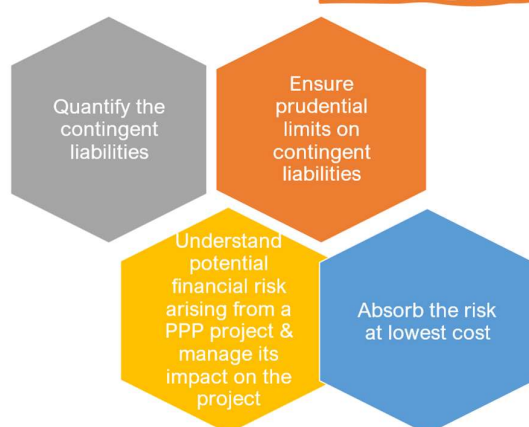 Quantify the
contingent
liabilities
Ensure
prudential
limits on
contingent
liabilities
Understand
potential
financial risk
arising from a
PPP project &
manage its
impact on the
project
Absorb the risk
at lowest cost